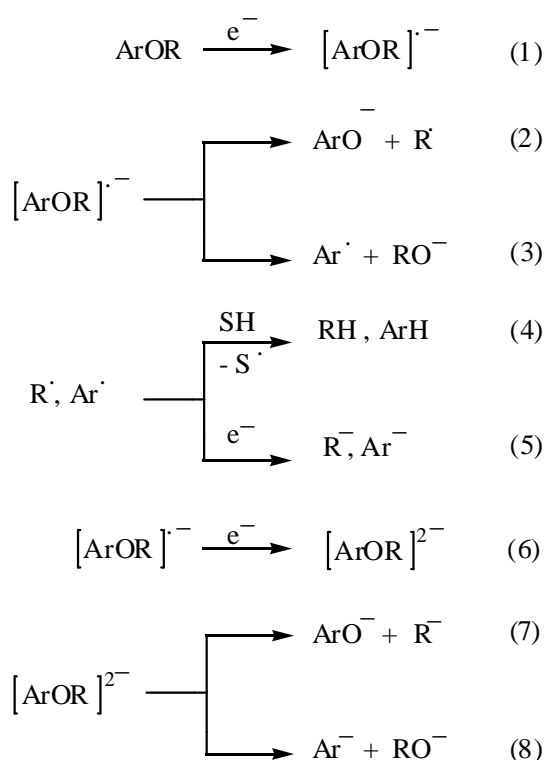 ArOR e⁻ [ArOR]·⁻ (1)
ArO⁻ + R· (2)
[ArOR]·⁻
Ar· + RO⁻ (3)
SH
RH , ArH (4)
- S·
R·, Ar·
e⁻
R⁻, Ar⁻ (5)
[ArOR]·⁻ e⁻ [ArOR]²⁻ (6)
ArO⁻ + R⁻ (7)
[ArOR]²⁻
Ar⁻ + RO⁻ (8)